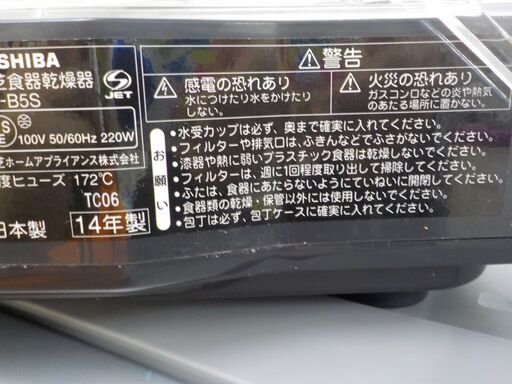 SHIBA
芝食器乾燥器
-B5S
JET
S
E
100V 50/60Hz 220W
芝ホームアプライアンス株式会社
度ヒューズ 172℃
TC06
日本製 14年製
警告
感電の恐れあり
水につけたり水をかけたり
しないでください。
火災の恐れあり
ガスコンロなどの炎や熱気
のあたる場所に置かない。
お願い
・水受カップは必ず、奥まで確実に入れてください。
・フィルターや排気口は、ふきんなどでふさがないでください。
・漆器や熱に弱いプラスチック食器は乾燥しないでください。
・フィルターは、週に1回程度取り出して掃除してください。
・ふたは、食器にあたらないようにていねいに開閉してください。
・食器類の乾燥・保管以外には使用しないでください。
・包丁は必ず、包丁ケースに確実に入れてください。